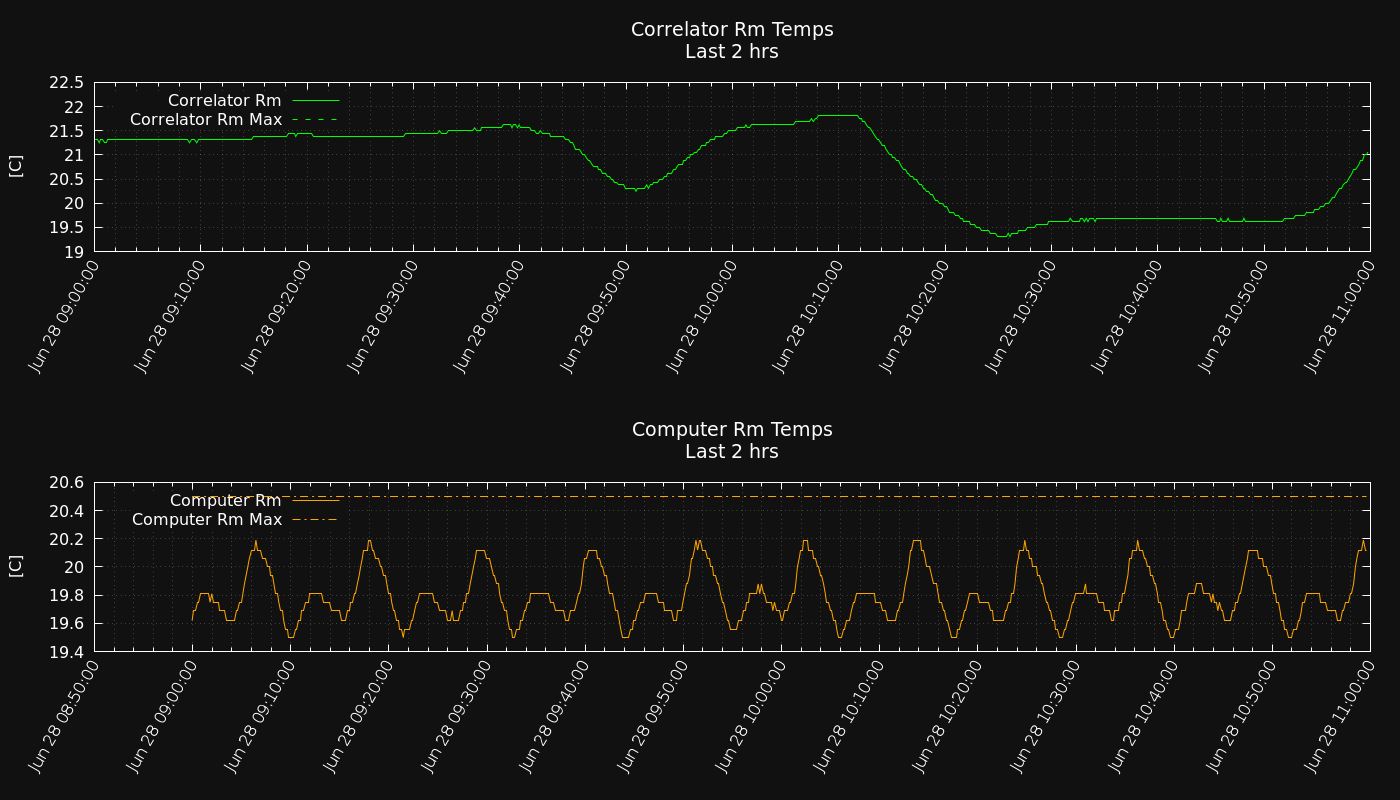 Correlator Rm Temps
Last 2 hrs
Correlator Rm
Correlator Rm Max
[C]
22.5
22
21.5
21
20.5
20
19.5
19
Jun 28 09:00:00
Jun 28 09:10:00
Jun 28 09:20:00
Jun 28 09:30:00
Jun 28 09:40:00
Jun 28 09:50:00
Jun 28 10:00:00
Jun 28 10:10:00
Jun 28 10:20:00
Jun 28 10:30:00
Jun 28 10:40:00
Jun 28 10:50:00
Jun 28 11:00:00
Computer Rm Temps
Last 2 hrs
Computer Rm
Computer Rm Max
[C]
20.6
20.4
20.2
20
19.8
19.6
19.4
Jun 28 08:50:00
Jun 28 09:00:00
Jun 28 09:10:00
Jun 28 09:20:00
Jun 28 09:30:00
Jun 28 09:40:00
Jun 28 09:50:00
Jun 28 10:00:00
Jun 28 10:10:00
Jun 28 10:20:00
Jun 28 10:30:00
Jun 28 10:40:00
Jun 28 10:50:00
Jun 28 11:00:00